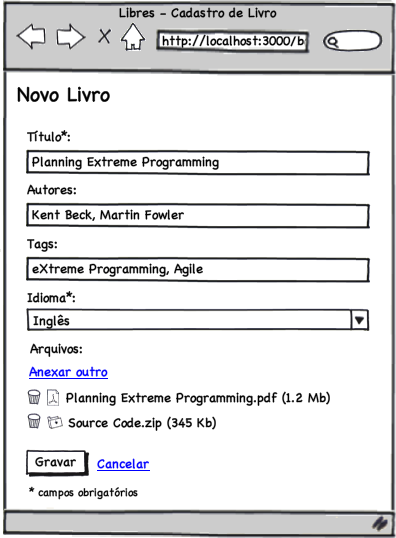 Libres - Cadastro de Livro
http://localhost:3000/b
Novo Livro
Título*:
Planning Extreme Programming
Autores:
Kent Beck, Martin Fowler
Tags:
eXtreme Programming, Agile
Idioma*:
Inglês
Arquivos:
Anexar outro
Planning Extreme Programming.pdf (1.2 Mb)
Source Code.zip (345 Kb)
Gravar Cancelar
* campos obrigatórios